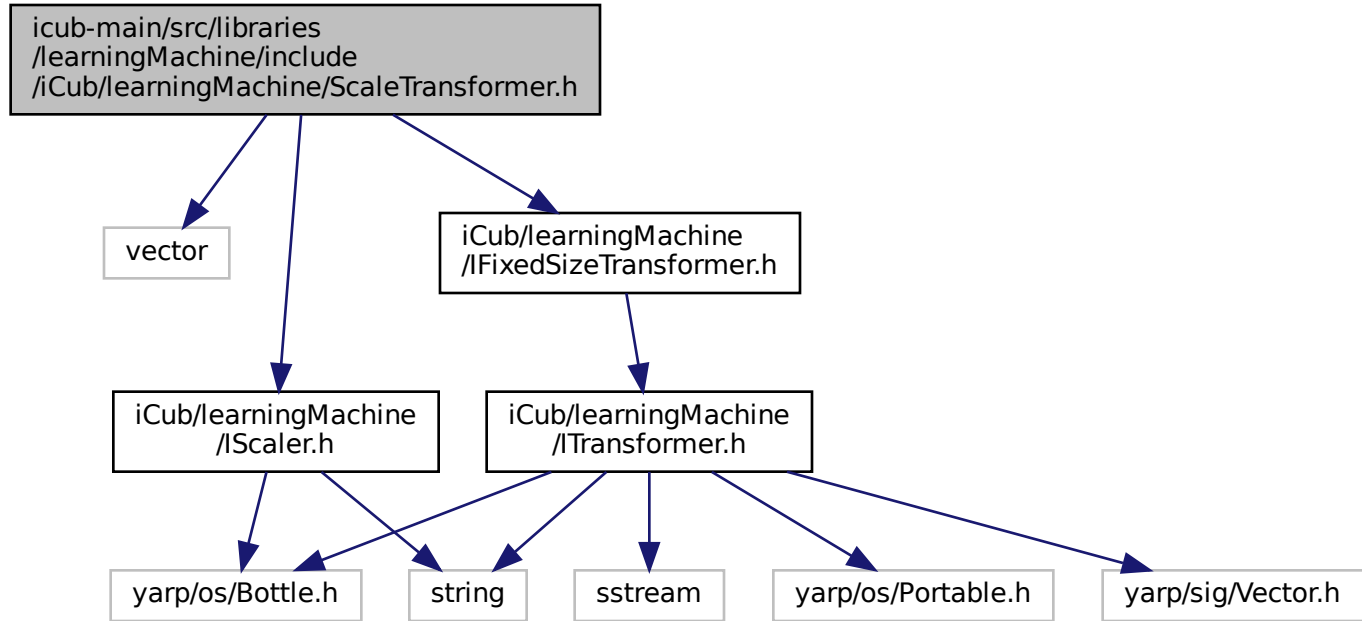 icub-main/src/libraries
/learningMachine/include
/iCub/learningMachine/ScaleTransformer.h
vector
iCub/learningMachine
/IFixedSizeTransformer.h
iCub/learningMachine
/IScaler.h
iCub/learningMachine
/ITransformer.h
yarp/os/Bottle.h
string
sstream
yarp/os/Portable.h
yarp/sig/Vector.h